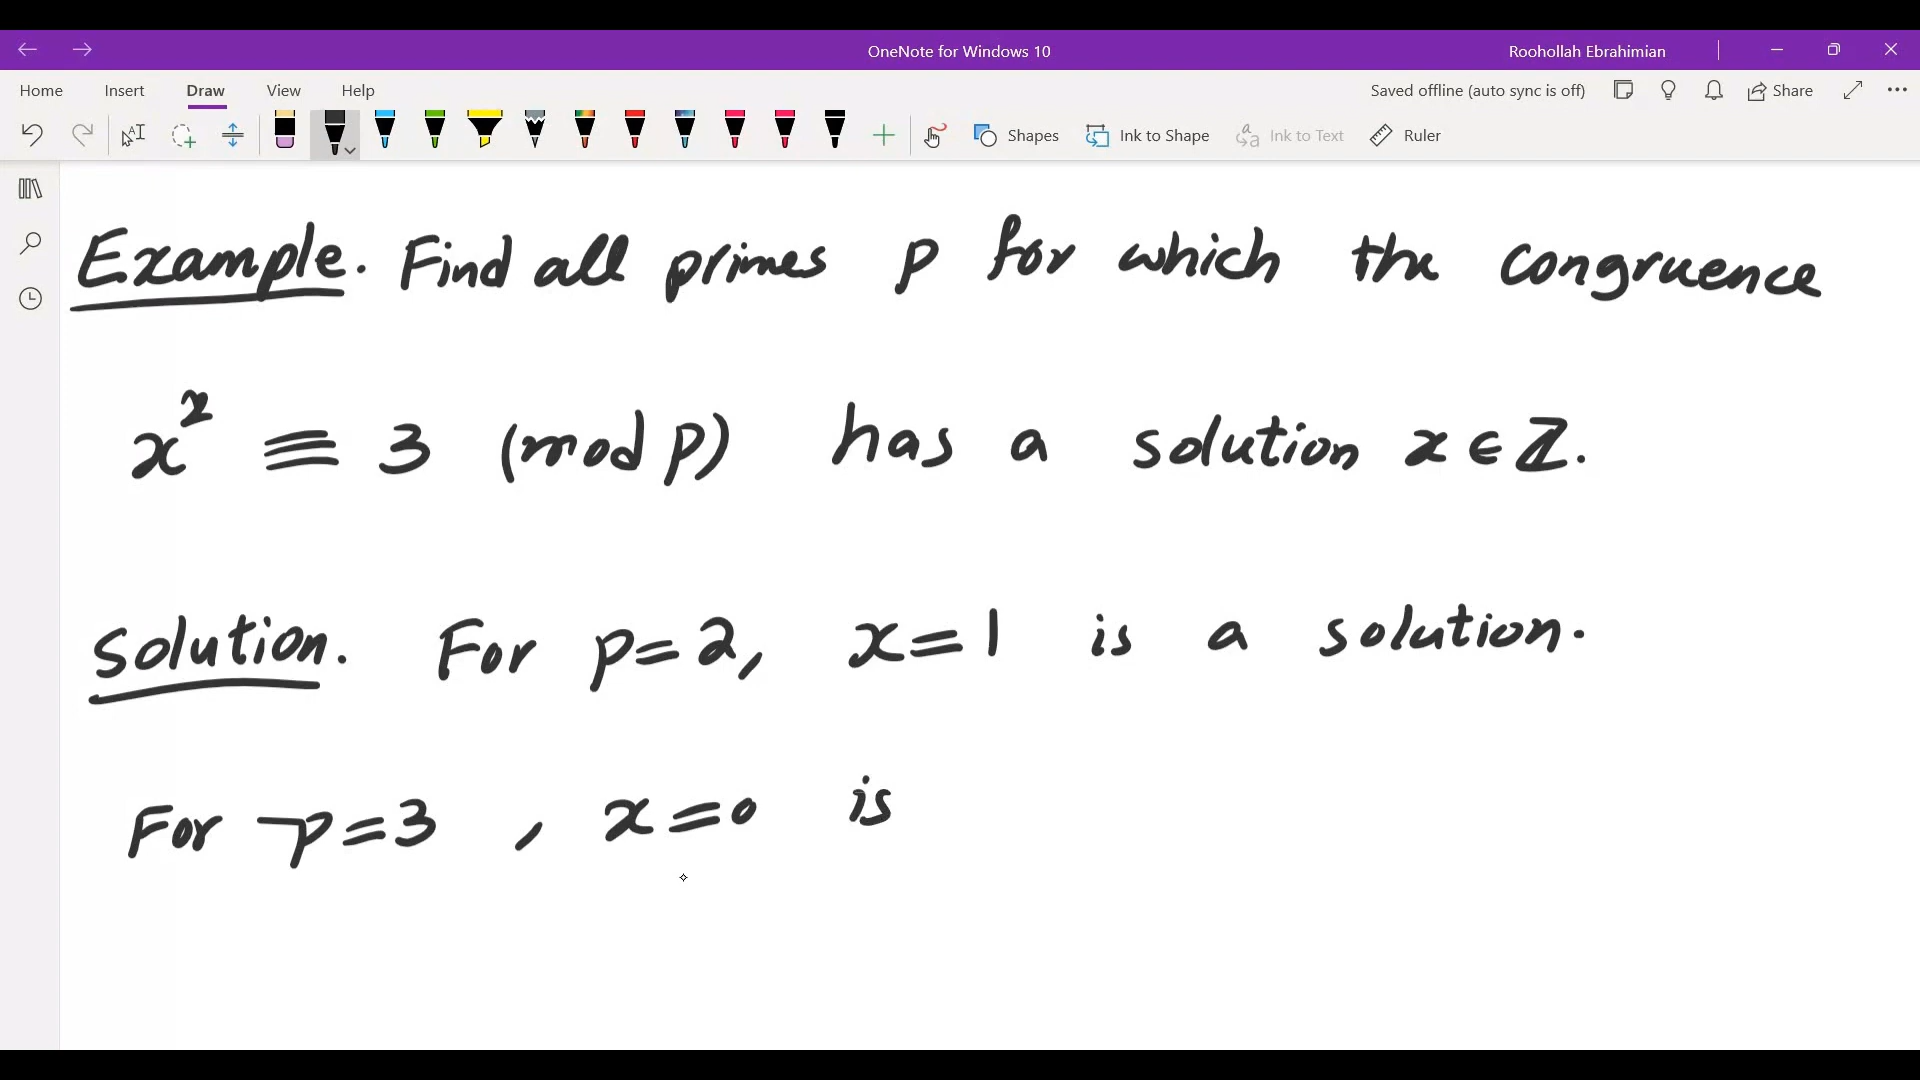 OneNote for Windows 10
Roohollah Ebrahimian
Home Insert Draw View Help
Saved offline (auto sync is off)
Share
Shapes
Ink to Shape
Ink to Text
Ruler
Example. Find all primes p for which the congruence
x² ≡ 3 (mod p) has a solution x ∈ ℤ.
Solution. For p=2, x=1 is a solution.
For p=3 , x=0 is